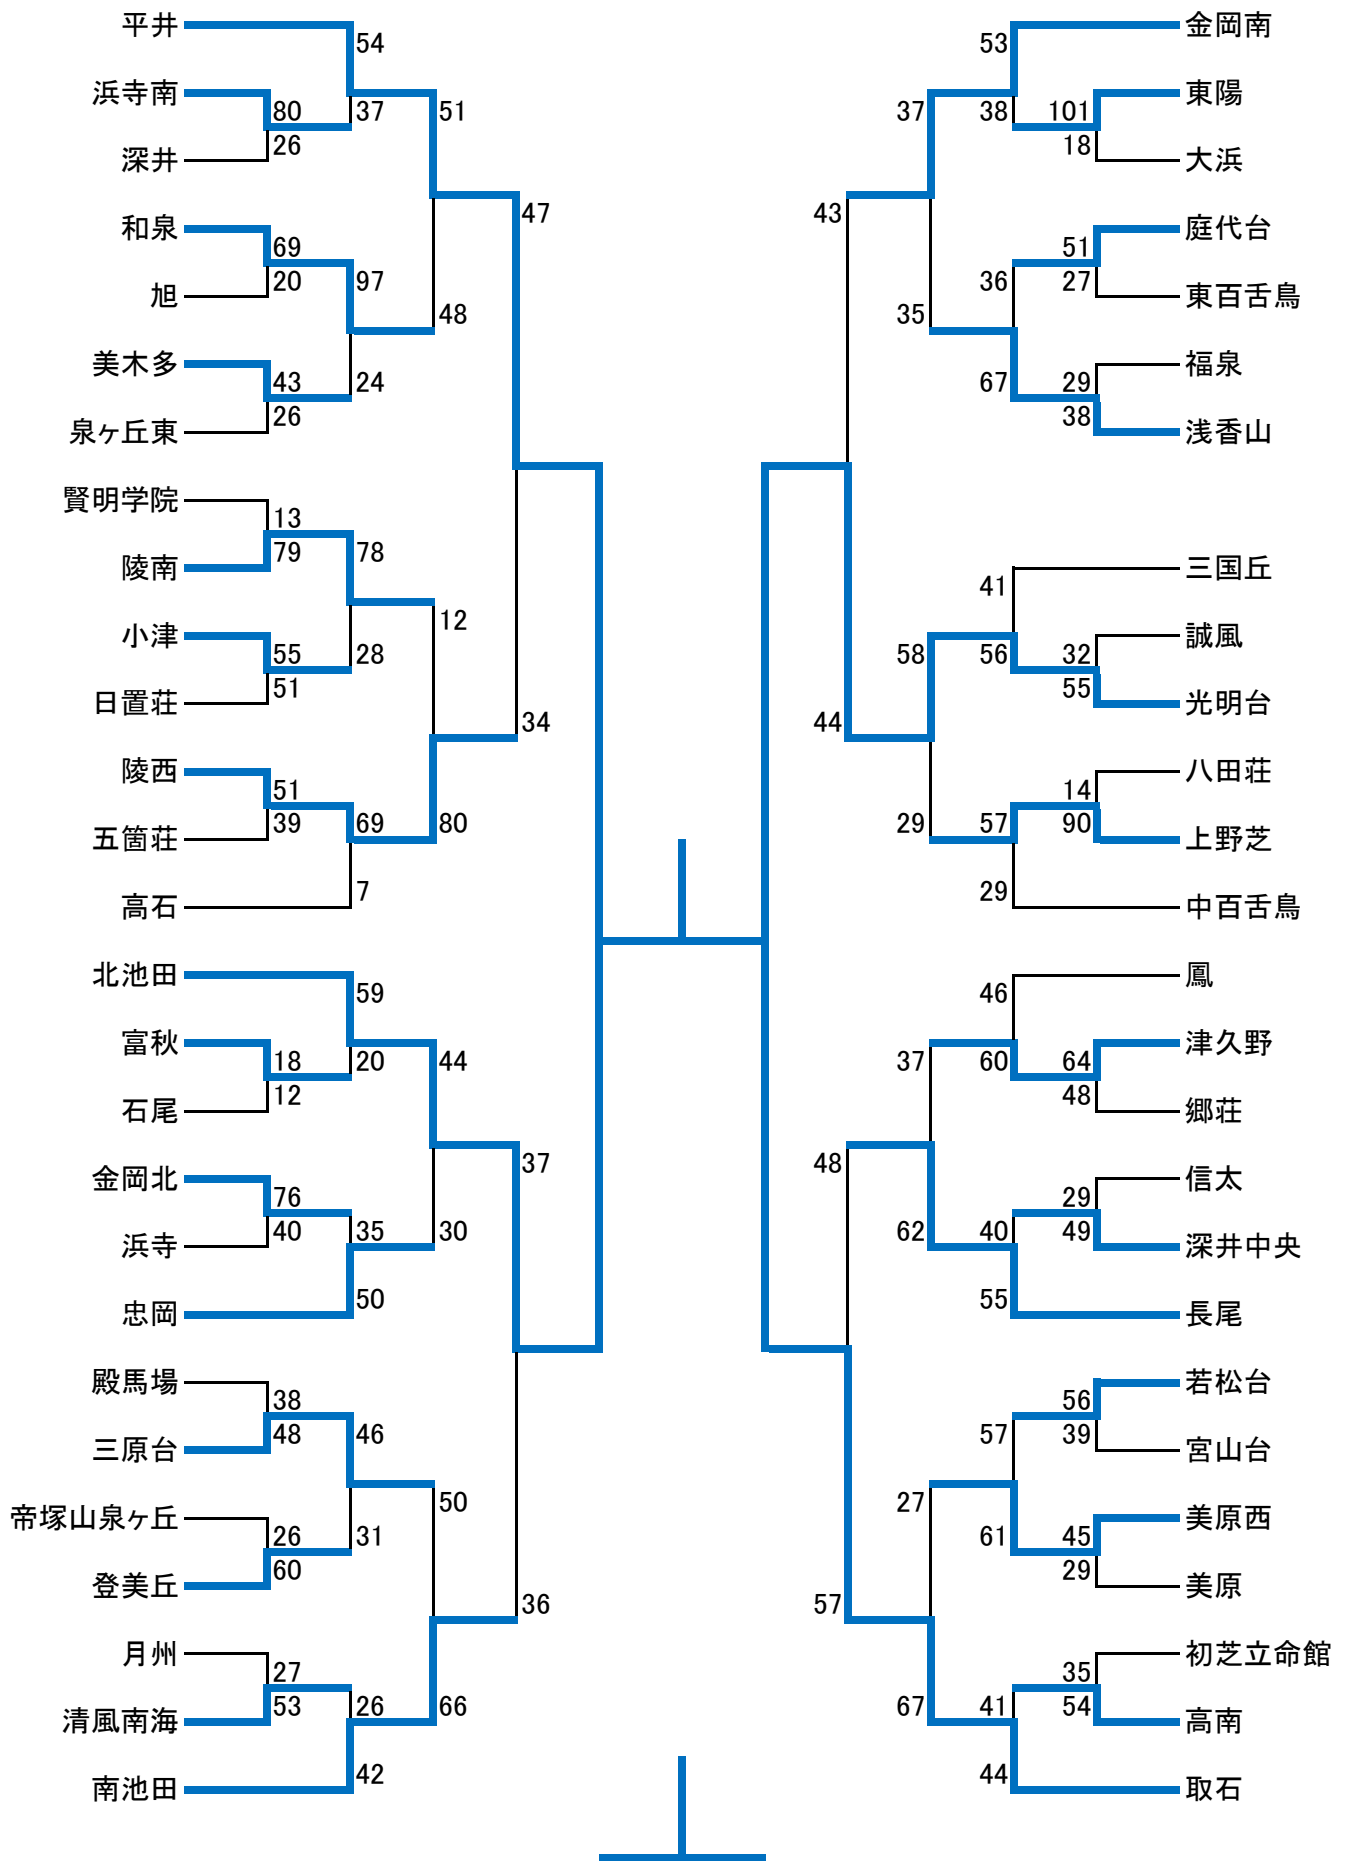 平井
54
浜寺南
80
37
51
深井
26
47
和泉
69
97
旭
20
48
美木多
43
24
泉ヶ丘東
26
賢明学院
13
78
陵南
79
12
小津
55
28
日置荘
51
34
陵西
51
69
80
五箇荘
39
高石
7
北池田
59
富秋
18
20
44
石尾
12
37
金岡北
76
35
30
浜寺
40
忠岡
50
殿馬場
38
46
三原台
48
50
帝塚山泉ヶ丘
26
31
登美丘
60
36
月州
27
26
66
清風南海
53
南池田
42
金岡南
53
東陽
101
38
37
大浜
18
43
庭代台
51
36
東百舌鳥
27
35
福泉
29
67
浅香山
38
三国丘
41
誠風
32
56
58
光明台
55
44
八田荘
14
57
29
上野芝
90
中百舌鳥
29
鳳
46
津久野
64
60
37
郷荘
48
48
信太
29
40
62
深井中央
49
長尾
55
若松台
56
57
宮山台
39
27
美原西
45
61
美原
29
57
初芝立命館
35
41
67
高南
54
取石
44